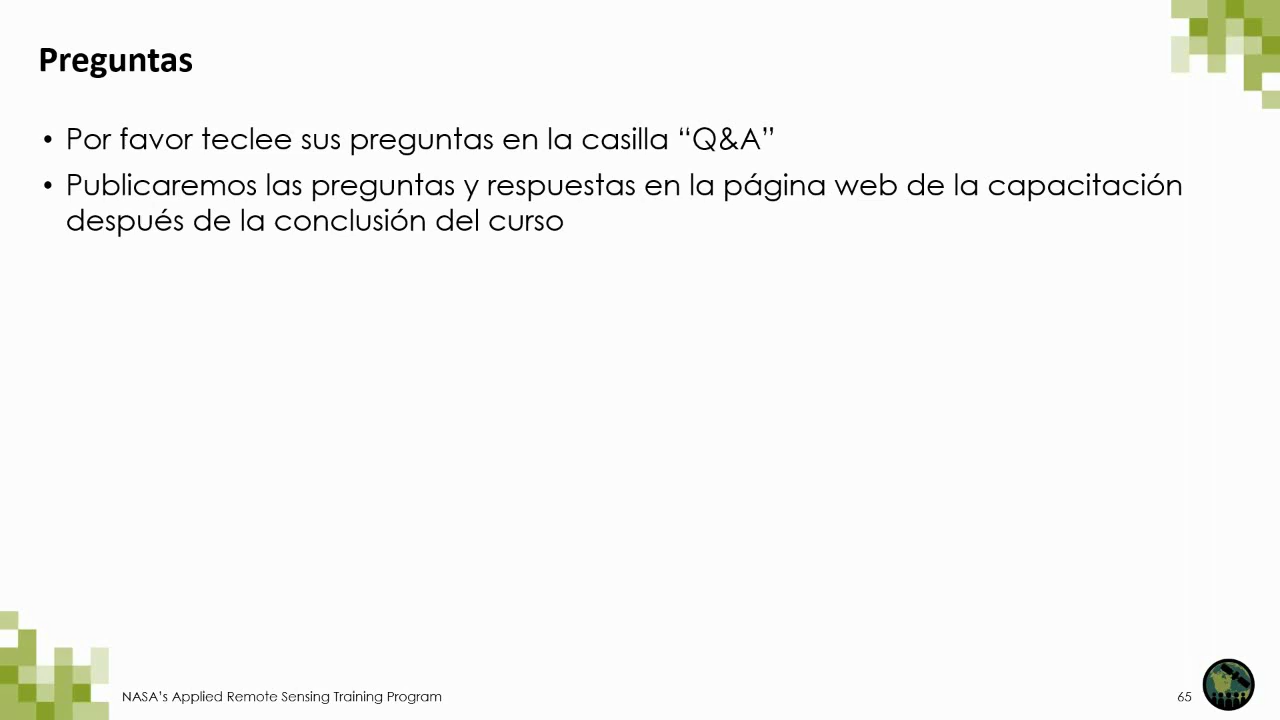 Preguntas
• Por favor teclee sus preguntas en la casilla “Q&A”
• Publicaremos las preguntas y respuestas en la página web de la capacitación
después de la conclusión del curso
NASA’s Applied Remote Sensing Training Program
65